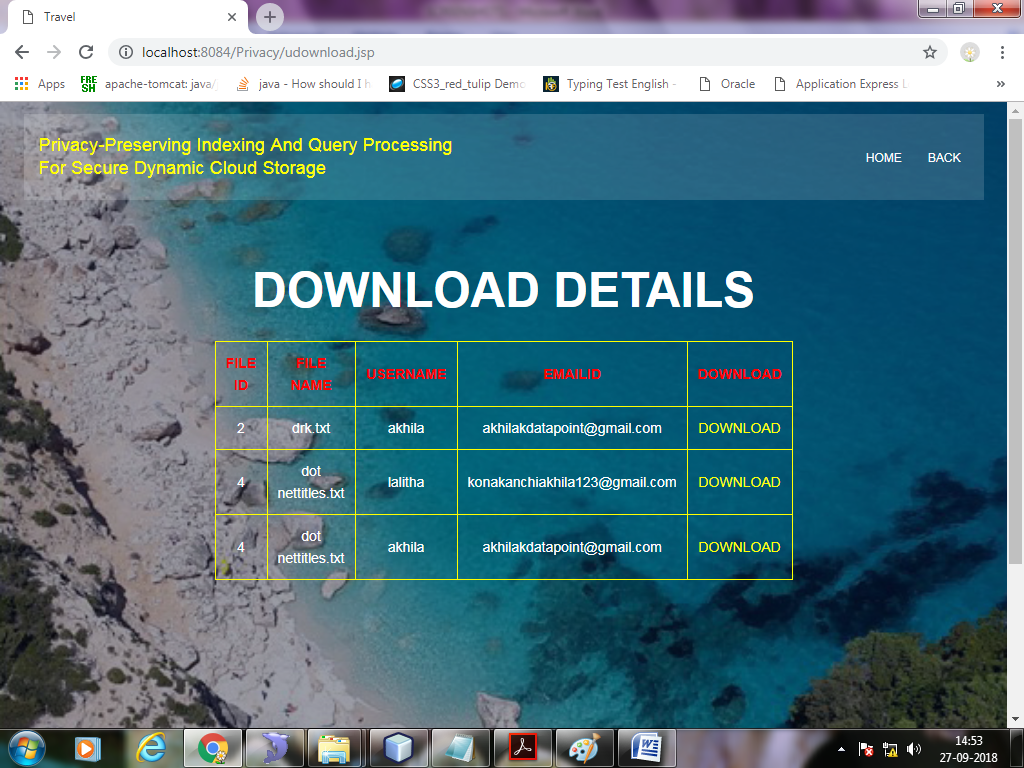 Travel
localhost:8084/Privacy/udownload.jsp
Apps
FRE
SH
apache-tomcat: java/
java - How should I h
CSS3_red_tulip Demo
Typing Test English -
Oracle
Application Express L
»
Privacy-Preserving Indexing And Query Processing
For Secure Dynamic Cloud Storage
HOME BACK
DOWNLOAD DETAILS
FILE ID FILE NAME USERNAME EMAILID DOWNLOAD
2 drk.txt akhila akhilakdatapoint@gmail.com DOWNLOAD
4 dot nettitles.txt lalitha konakanchiakhila123@gmail.com DOWNLOAD
4 dot nettitles.txt akhila akhilakdatapoint@gmail.com DOWNLOAD
14:53
27-09-2018